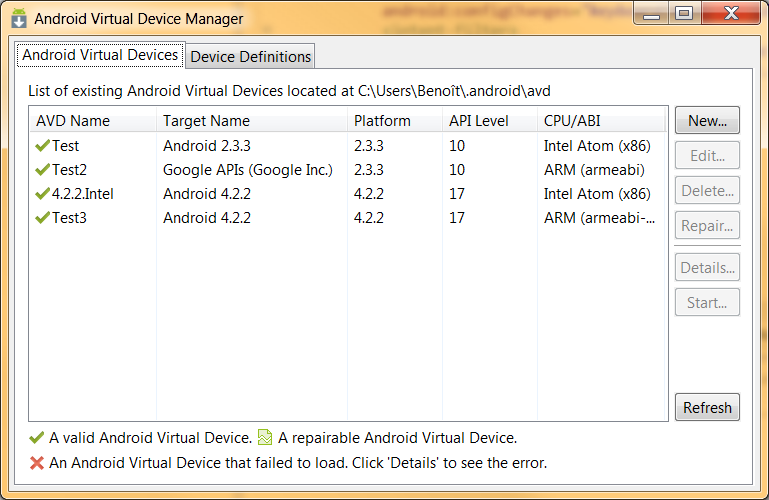 Android Virtual Device Manager
Android Virtual Devices Device Definitions
List of existing Android Virtual Devices located at C:\Users\Benoît\.android\avd
AVD Name Target Name Platform API Level CPU/ABI
Test Android 2.3.3 2.3.3 10 Intel Atom (x86)
Test2 Google APIs (Google Inc.) 2.3.3 10 ARM (armeabi)
4.2.2.Intel Android 4.2.2 4.2.2 17 Intel Atom (x86)
Test3 Android 4.2.2 4.2.2 17 ARM (armeabi-...
New...
Edit...
Delete...
Repair...
Details...
Start...
Refresh
A valid Android Virtual Device. A repairable Android Virtual Device.
An Android Virtual Device that failed to load. Click 'Details' to see the error.